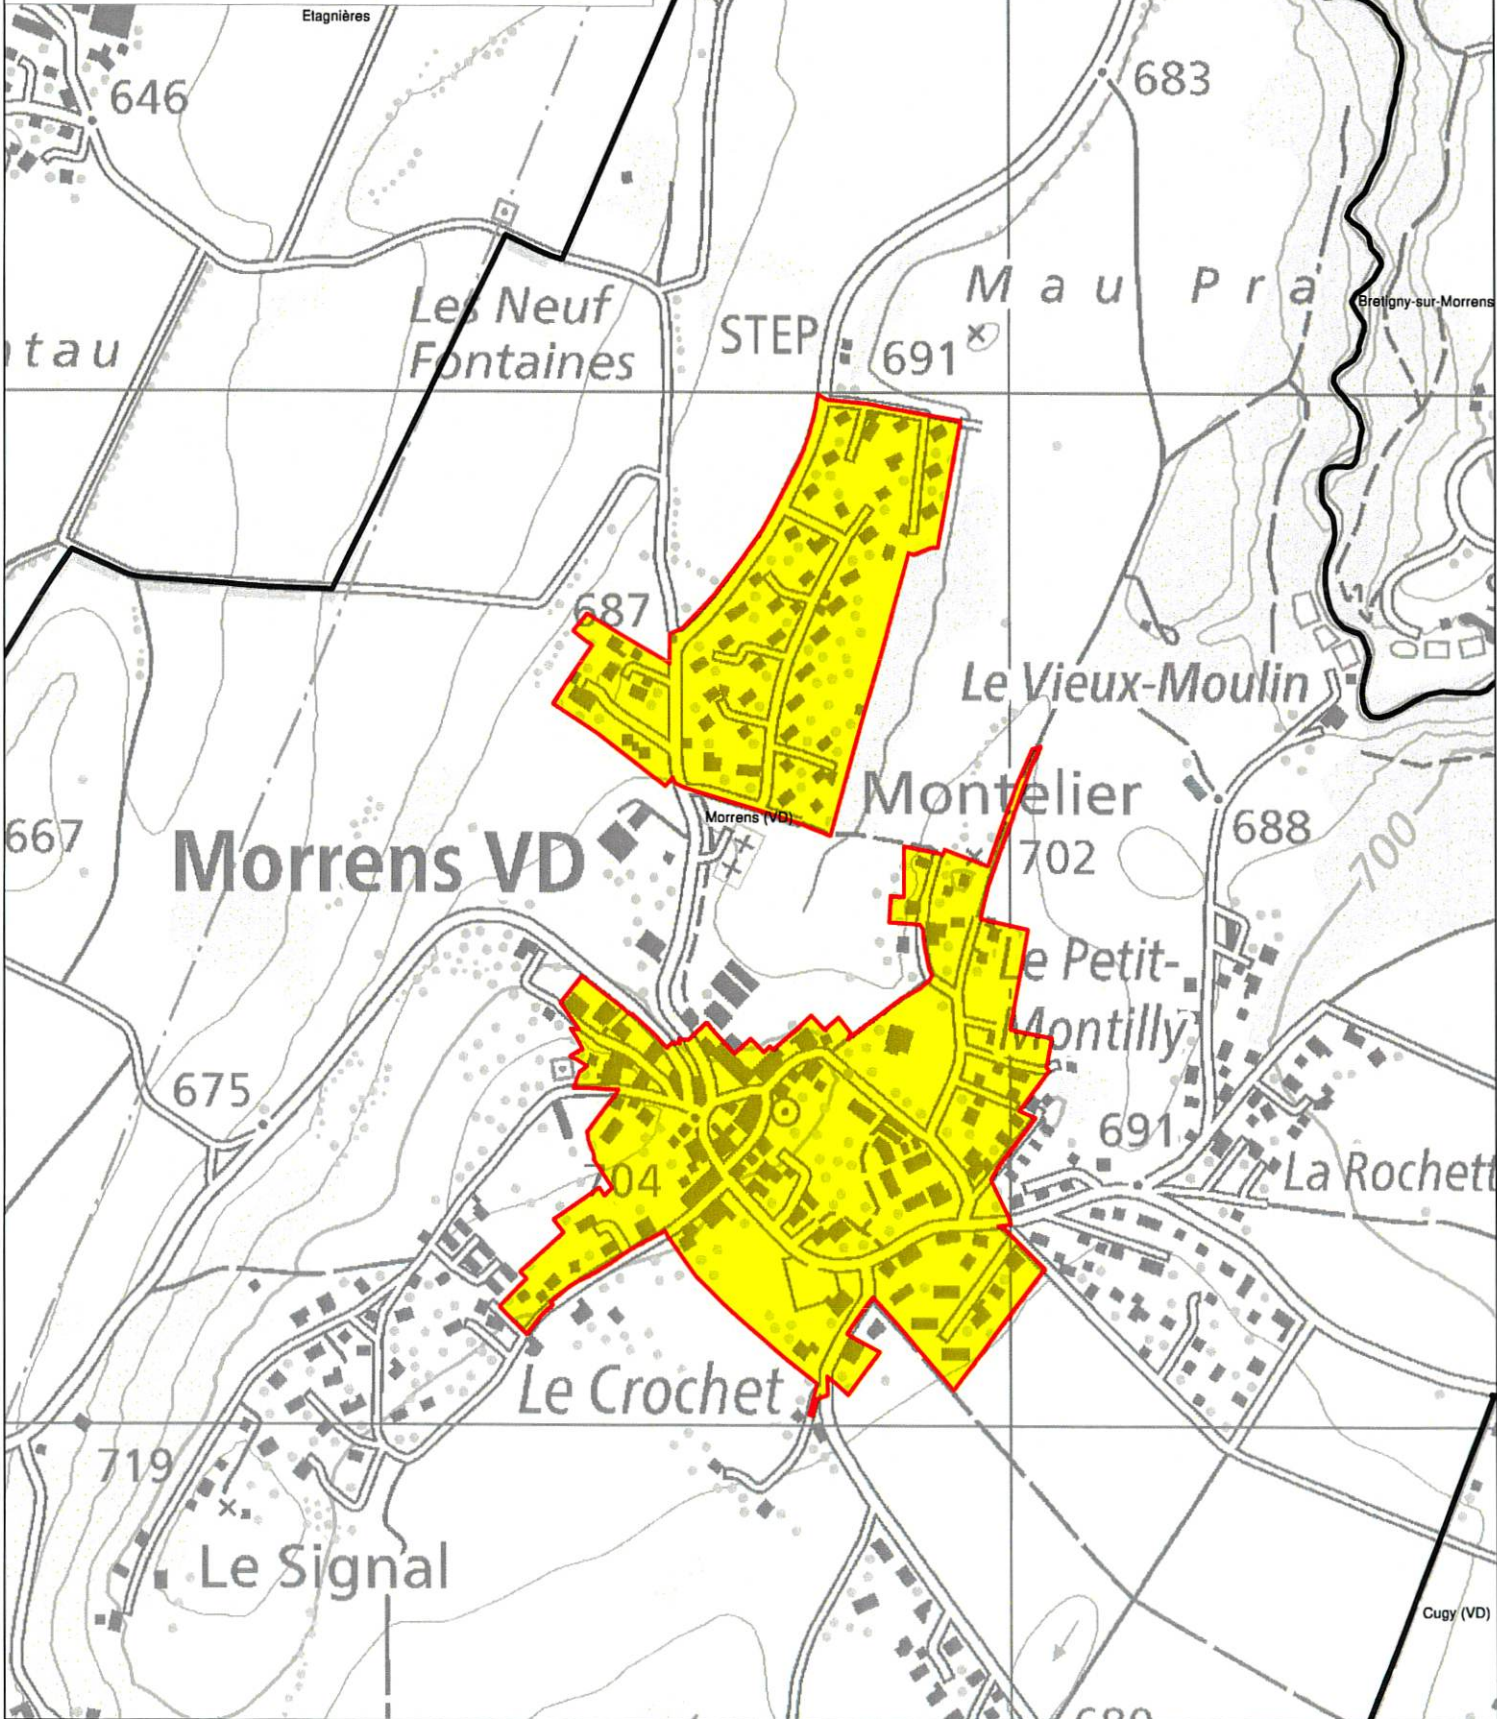 Etagnières
646
683
Mau Pra
Bretigny-sur-Morrens
Les Neuf
Fontaines
STEP
691
tau
687
Le Vieux-Moulin
Montelier
Morrens (VD)
688
702
667
Morrens VD
700
Le Petit-
Montilly
675
691
La Rochett
704
Le Crochet
719
Le Signal
Cugy (VD)